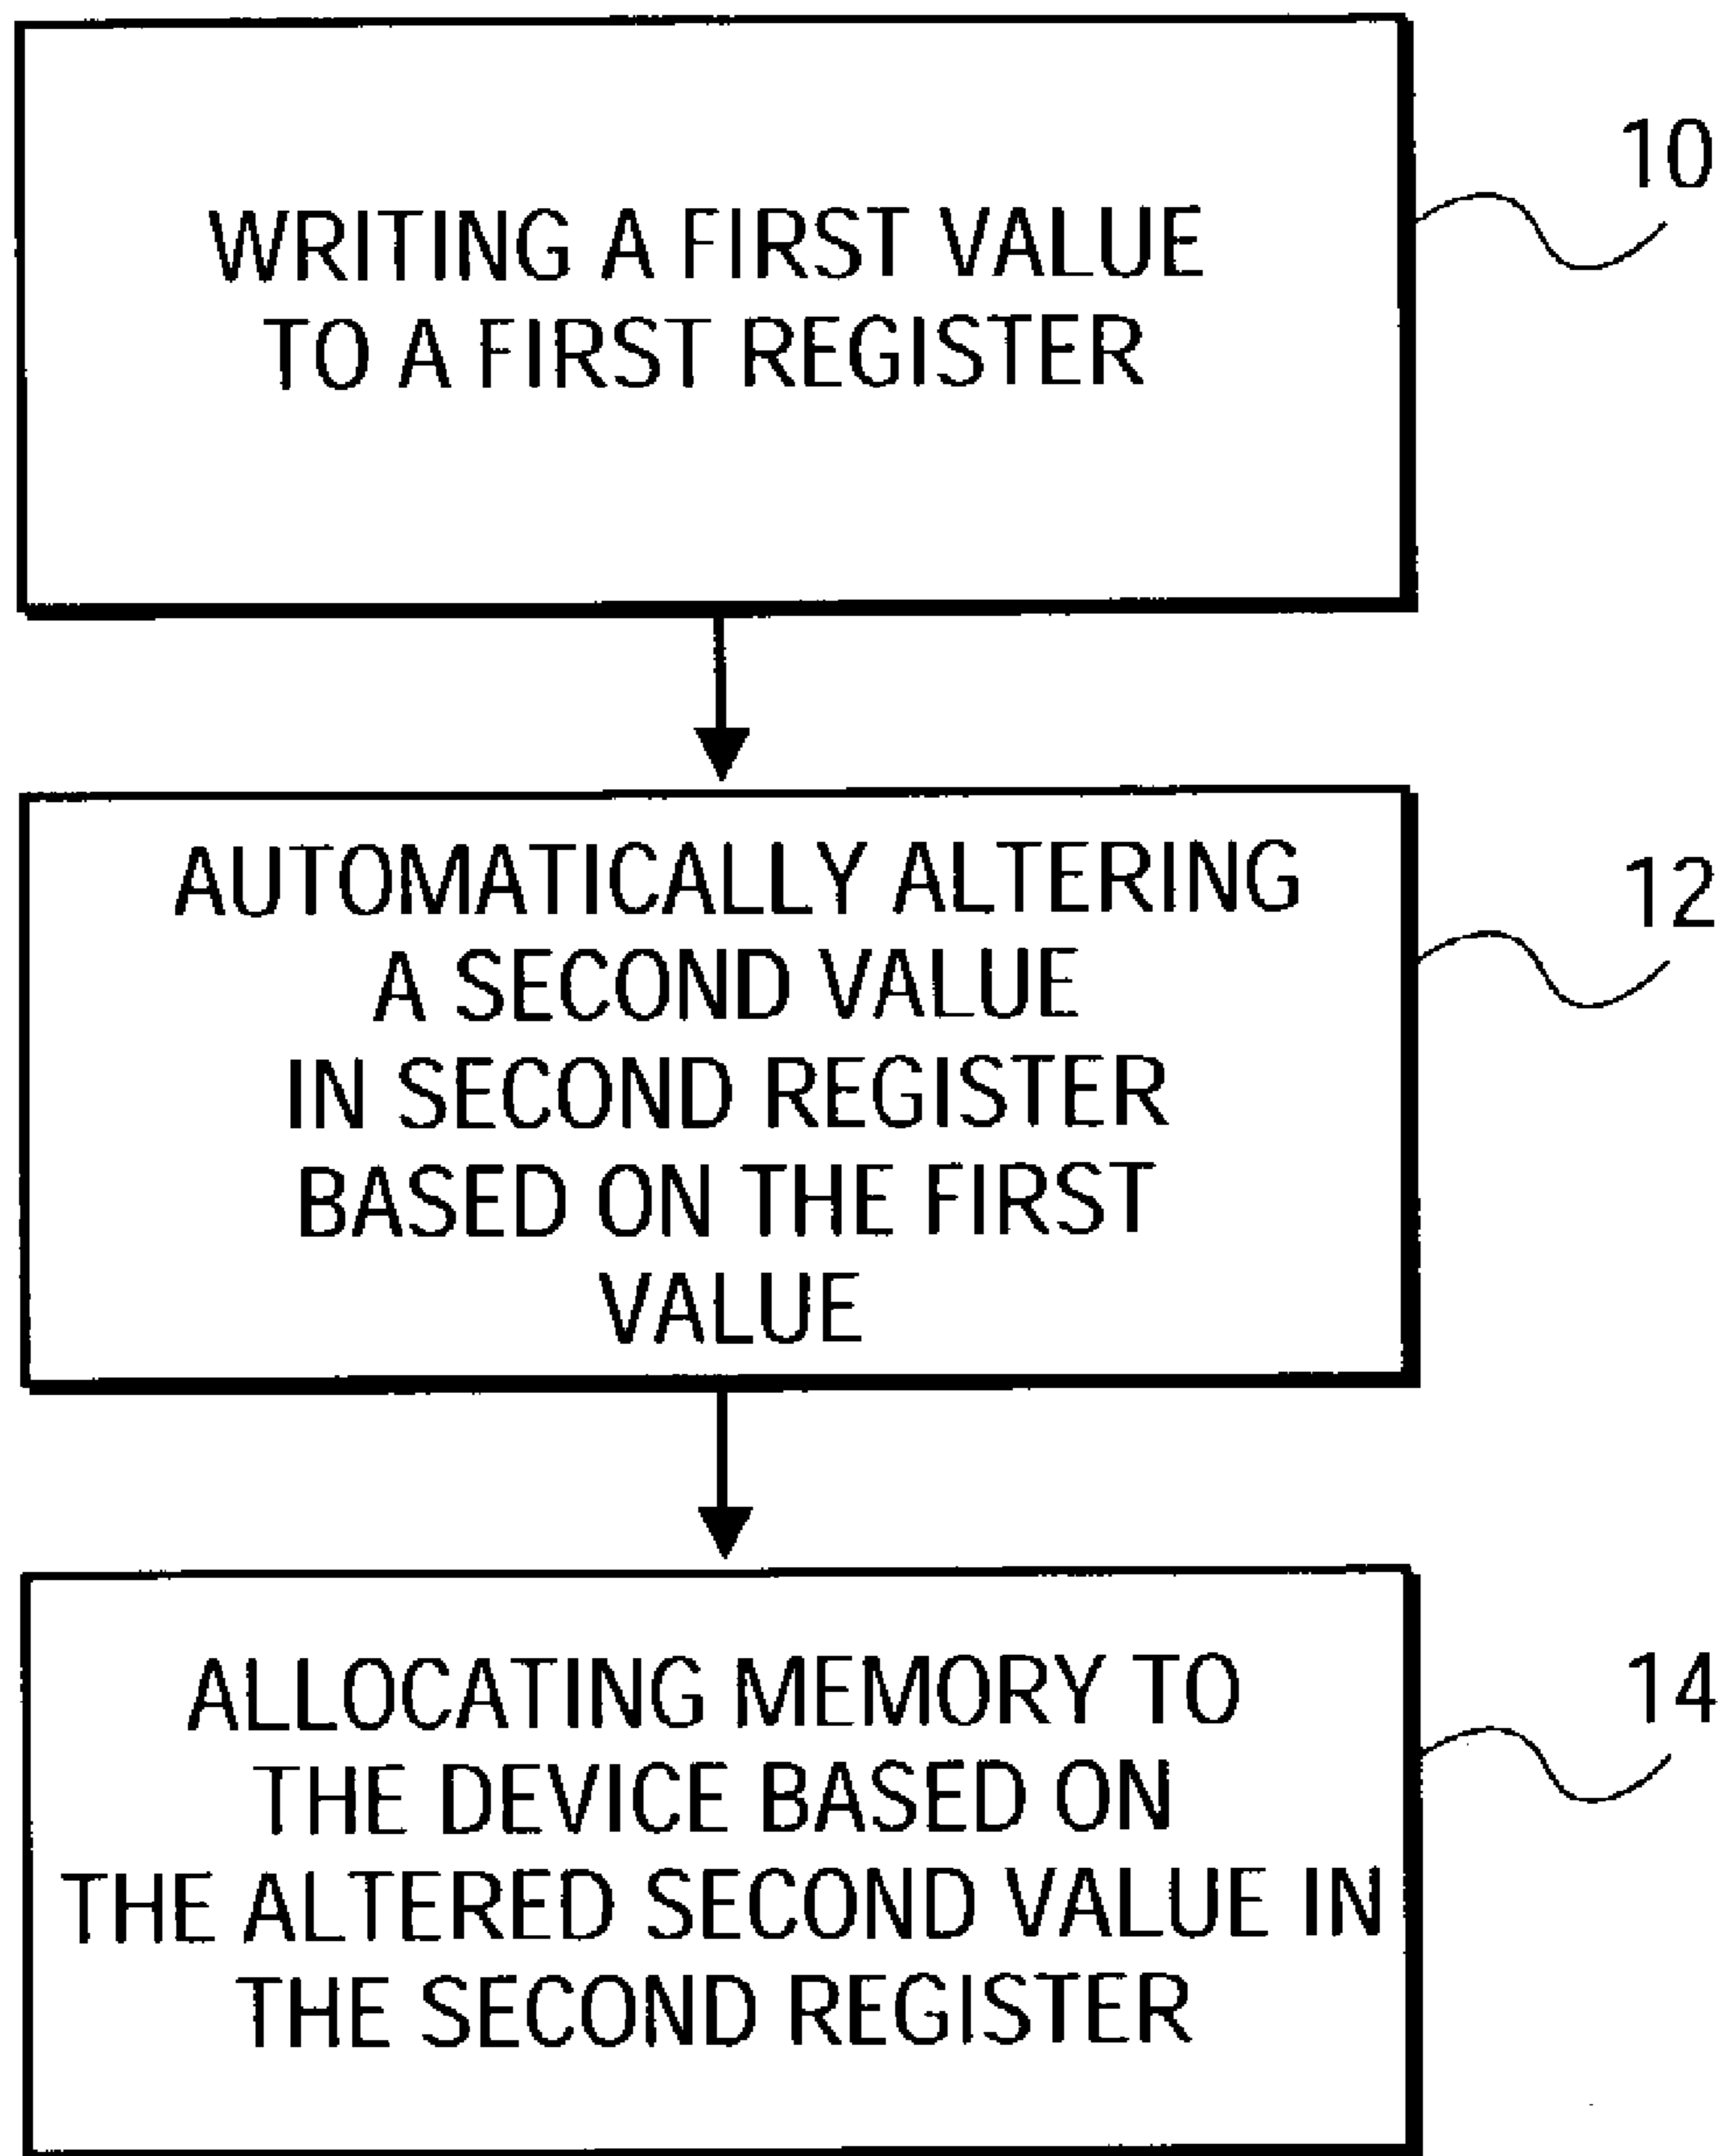 WRITING A FIRST VALUE
TO A FIRST REGISTER
10
AUTOMATICALLY ALTERING
A SECOND VALUE
IN SECOND REGISTER
BASED ON THE FIRST
VALUE
12
ALLOCATING MEMORY TO
THE DEVICE BASED ON
THE ALTERED SECOND VALUE IN
THE SECOND REGISTER
14